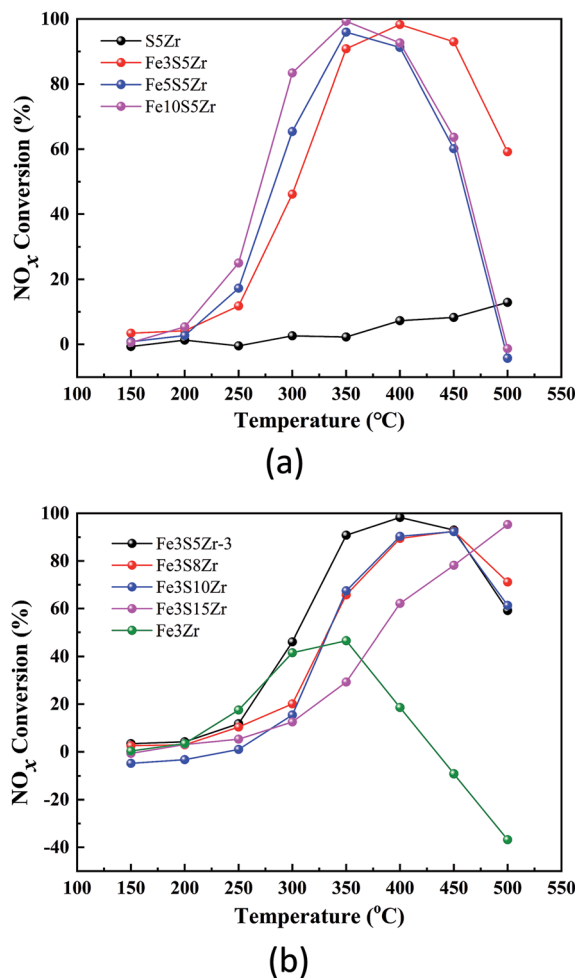 100
80
60
40
20
0
NOx Conversion (%)
S5Zr
Fe3S5Zr
Fe5S5Zr
Fe10S5Zr
100 150 200 250 300 350 400 450 500 550
Temperature (°C)
(a)
100
80
60
40
20
0
-20
-40
NOx Conversion (%)
Fe3S5Zr-3
Fe3S8Zr
Fe3S10Zr
Fe3S15Zr
Fe3Zr
100 150 200 250 300 350 400 450 500 550
Temperature (°C)
(b)